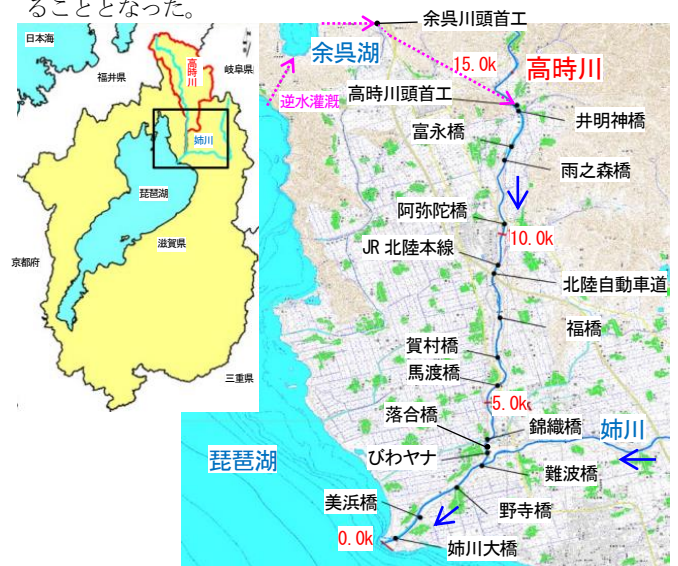 ることとなった。
日本海
福井県
高時川
岐阜県
姉川
琵琶湖
滋賀県
京都府
三重県
余呉川頭首工
余呉湖
15.0k
高時川
逆水灌漑
高時川頭首工
井明神橋
富永橋
雨之森橋
阿弥陀橋
10.0k
JR 北陸本線
北陸自動車道
福橋
賀村橋
馬渡橋
5.0k
落合橋
錦織橋
姉川
琵琶湖
びわヤナ
難波橋
美浜橋
野寺橋
0.0k
姉川大橋